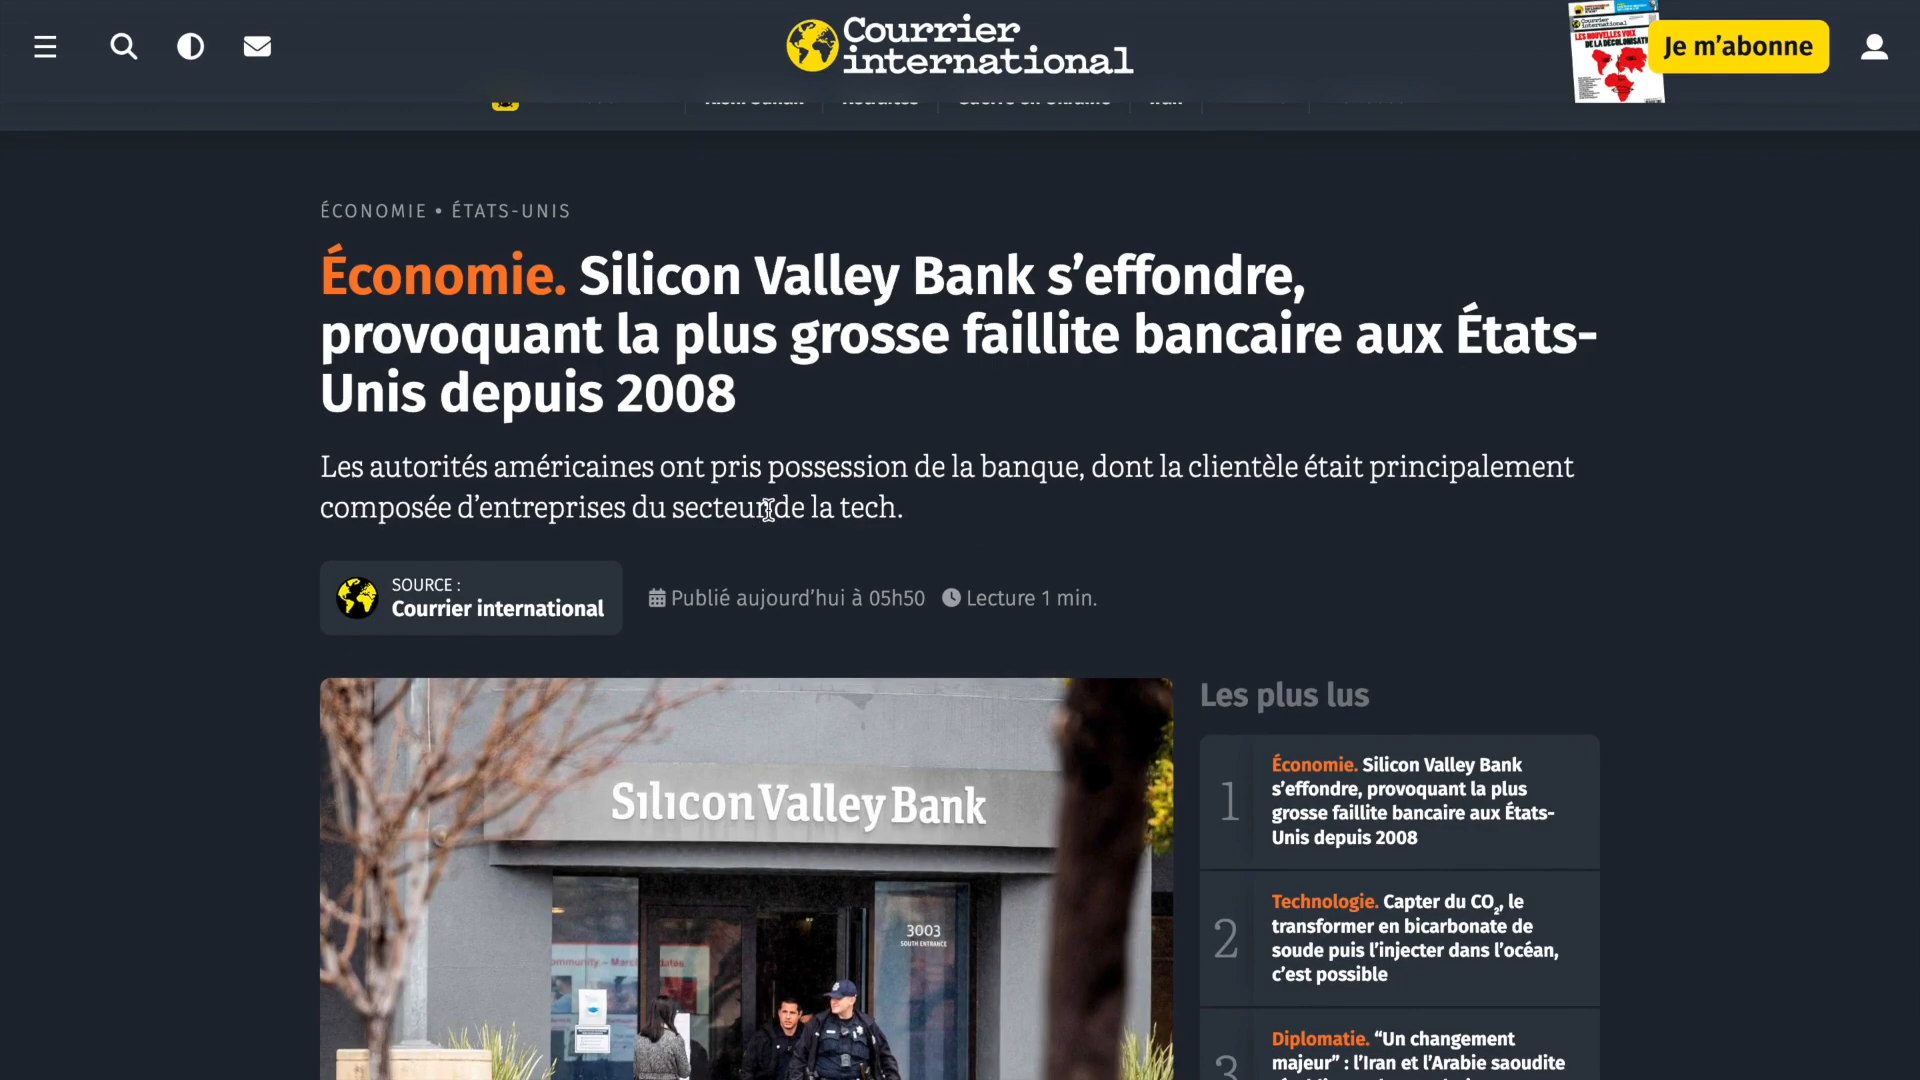 Courrier
international
Je m’abonne
ÉCONOMIE • ÉTATS-UNIS
Économie. Silicon Valley Bank s’effondre,
provoquant la plus grosse faillite bancaire aux États-
Unis depuis 2008
Les autorités américaines ont pris possession de la banque, dont la clientèle était principalement
composée d’entreprises du secteur de la tech.
SOURCE :
Courrier international
Publié aujourd’hui à 05h50
Lecture 1 min.
Silicon Valley Bank
3003
SOUTH ENTRANCE
Les plus lus
1
Économie. Silicon Valley Bank
s’effondre, provoquant la plus
grosse faillite bancaire aux États-
Unis depuis 2008
2
Technologie. Capter du CO₂, le
transformer en bicarbonate de
soude puis l’injecter dans l’océan,
c’est possible
3
Diplomatie. “Un changement
majeur” : l’Iran et l’Arabie saoudite